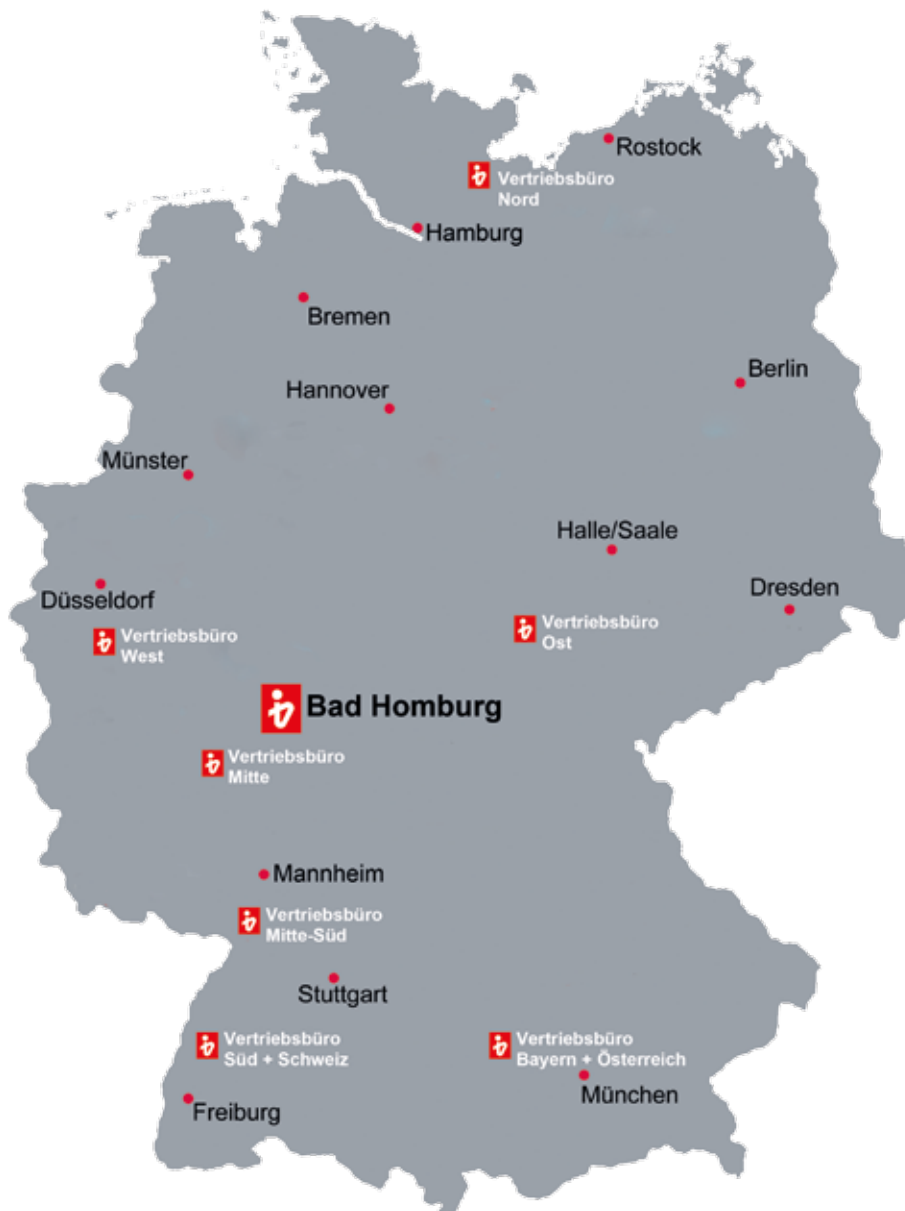 Rostock
Vertriebsbüro
Nord
Hamburg
Bremen
Berlin
Hannover
Münster
Halle/Saale
Dresden
Düsseldorf
Vertriebsbüro
Ost
Vertriebsbüro
West
Bad Homburg
Vertriebsbüro
Mitte
Mannheim
Vertriebsbüro
Mitte-Süd
Stuttgart
Vertriebsbüro
Süd + Schweiz
Vertriebsbüro
Bayern + Österreich
München
Freiburg